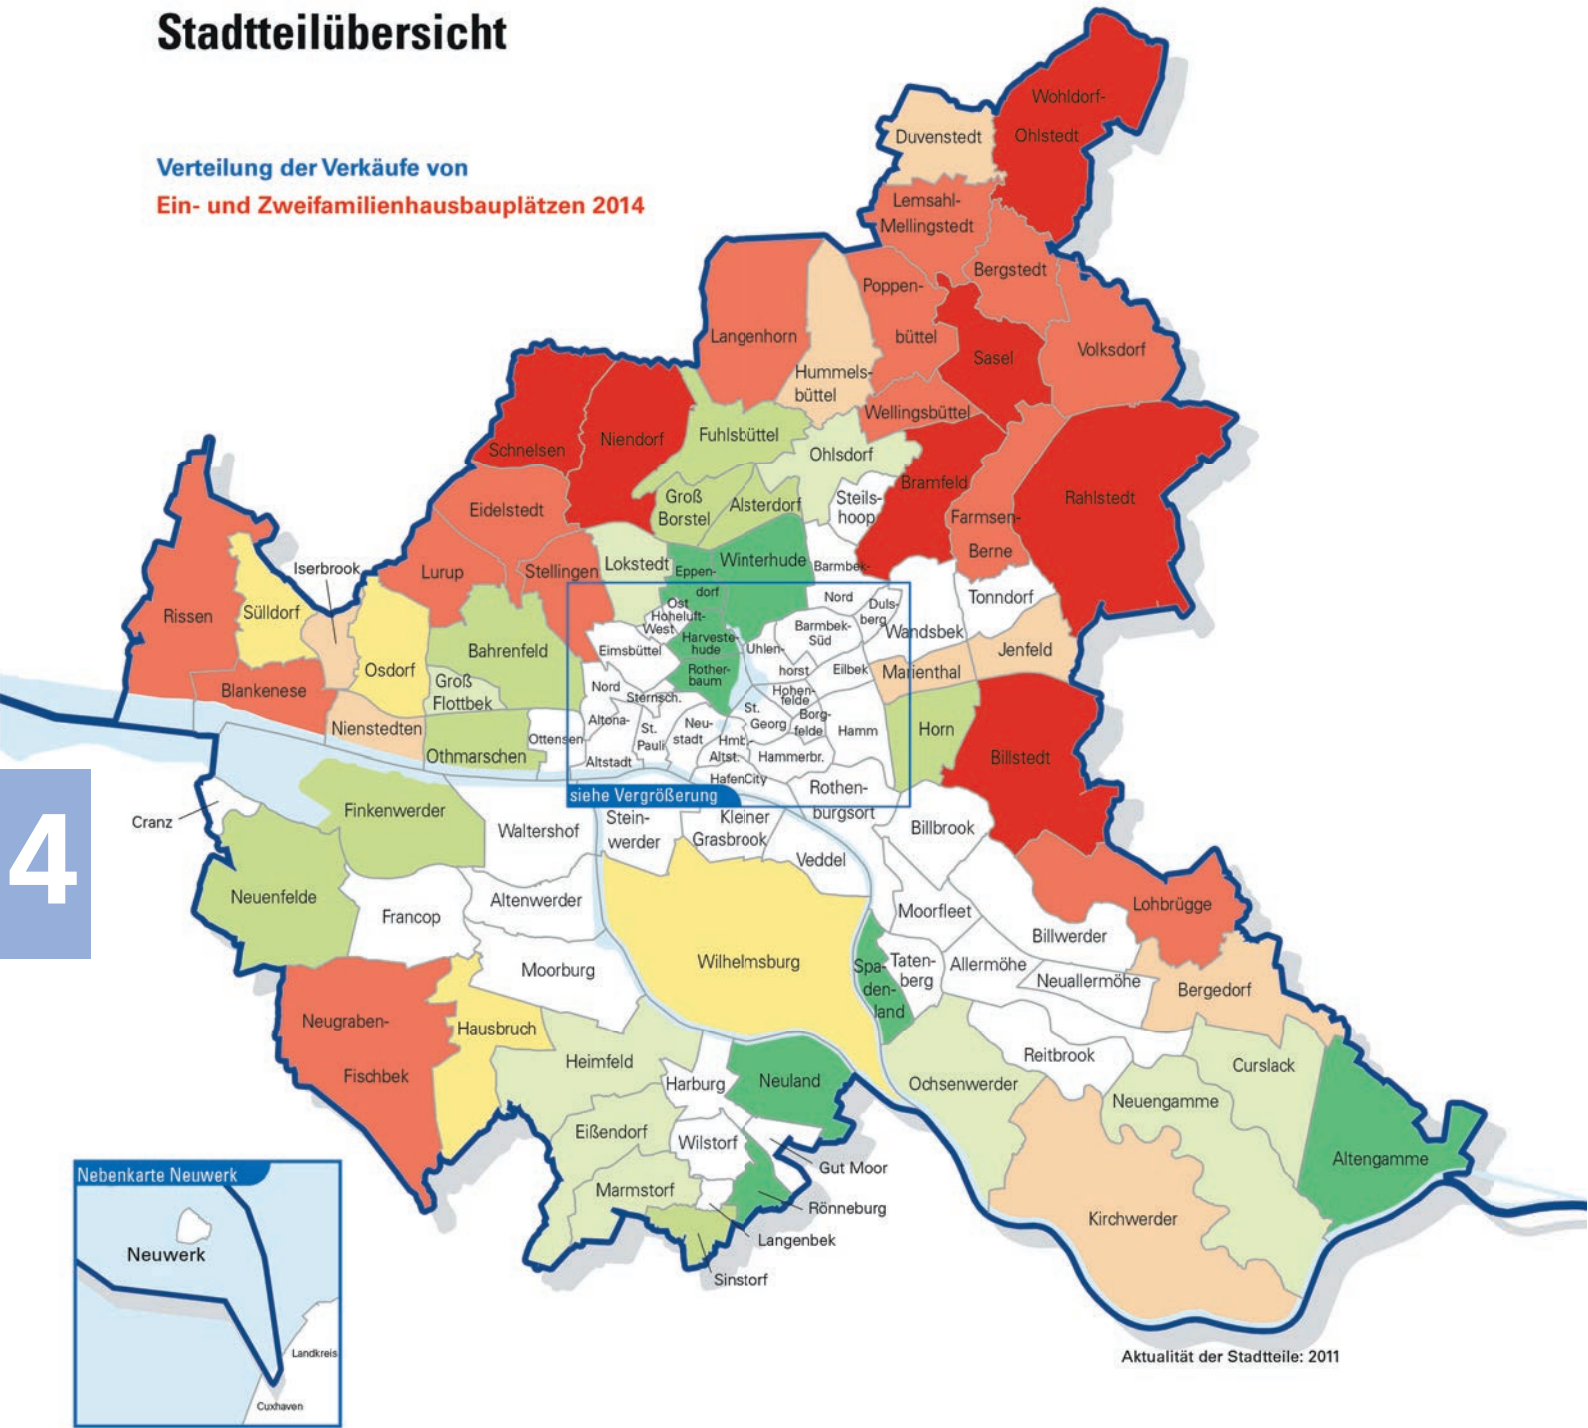 Stadtteilübersicht
Verteilung der Verkäufe von
Ein- und Zweifamilienhausbauplätzen 2014
Wohldorf-
Ohlstedt
Duvenstedt
Lemsahl-
Mellingstedt
Bergstedt
Poppen-
büttel
Langenhorn
Sasel
Volksdorf
Hummels-
büttel
Wellingsbüttel
Schnelsen
Niendorf
Fuhlsbüttel
Ohlsdorf
Bramfeld
Rahlstedt
Eidelstedt
Groß
Borstel
Alsterdorf
Steils-
hoop
Farmsen-
Berne
Iserbrook
Lurup
Stellingen
Lokstedt
Eppen-
dorf
Winterhude
Barmbek-
Nord
Tonndorf
Rissen
Sülldorf
Ost
Hoheluft-
West
Duls-
berg
Wandsbek
Barmbek-
Süd
Osdorf
Bahrenfeld
Eimsbüttel
Harveste-
hude
Uhlen-
horst
Eilbek
Marienthal
Jenfeld
Blankenese
Groß
Flottbek
Nord
Altona-
Altstadt
Sternsch.
Rother-
baum
Hohen-
felde
Nienstedten
Othmarschen
Ottensen
St.
Pauli
Neu-
stadt
St.
Georg
Borg-
felde
Hamm
Horn
Billstedt
Hmb.-
Altst.
Hammerbr.
HafenCity
siehe Vergrößerung
Rothen-
burgsort
4
Cranz
Finkenwerder
Waltershof
Stein-
werder
Kleiner
Grasbrook
Veddel
Billbrook
Neuenfelde
Francop
Altenwerder
Moorfleet
Lohbrügge
Billwerder
Moorburg
Wilhelmsburg
Spa-
den-
land
Taten-
berg
Allermöhe
Neuallermöhe
Bergedorf
Neugraben-
Fischbek
Hausbruch
Heimfeld
Harburg
Neuland
Ochsenwerder
Reitbrook
Curslack
Neuengamme
Eißendorf
Wilstorf
Gut Moor
Altengamme
Marmstorf
Rönneburg
Langenbek
Sinstorf
Kirchwerder
Nebenkarte Neuwerk
Neuwerk
Landkreis
Cuxhaven
Aktualität der Stadtteile: 2011